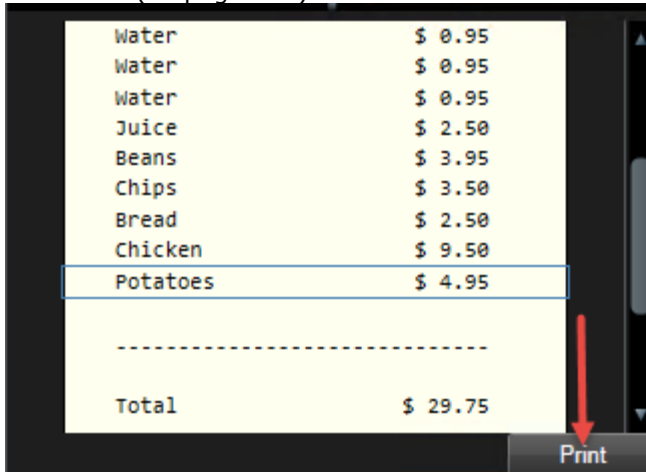 Water $ 0.95
Water $ 0.95
Water $ 0.95
Juice $ 2.50
Beans $ 3.95
Chips $ 3.50
Bread $ 2.50
Chicken $ 9.50
Potatoes $ 4.95
------------------------------
Total $ 29.75
Print